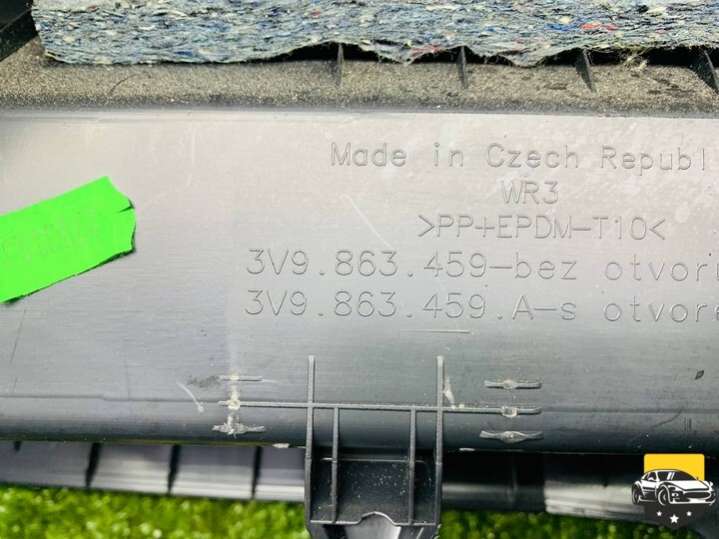 Made in Czech Republ
WR3
>PP+EPDM-T10<
3V9.863.459-bez otvor
3V9.863.459.A-s otvor